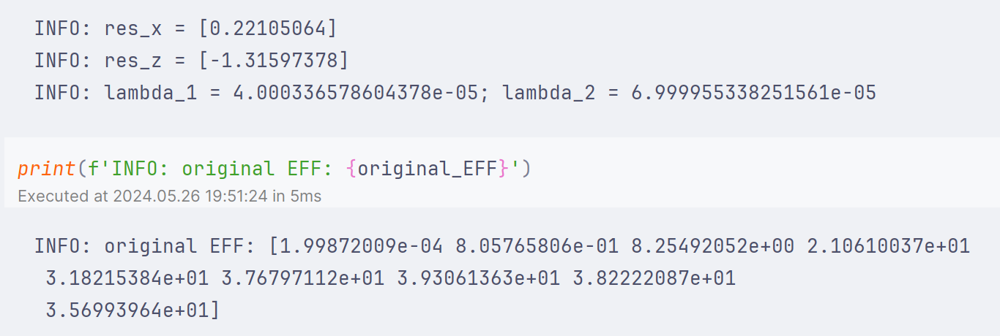 INFO: res_x = [0.22105064]
INFO: res_z = [-1.31597378]
INFO: lambda_1 = 4.000336578604378e-05; lambda_2 = 6.999955338251561e-05
print(f'INFO: original EFF: {original_EFF}')
Executed at 2024.05.26 19:51:24 in 5ms
INFO: original EFF: [1.99872009e-04 8.05765806e-01 8.25492052e+00 2.10610037e+01
3.18215384e+01 3.76797112e+01 3.93061363e+01 3.82222087e+01
3.56993964e+01]